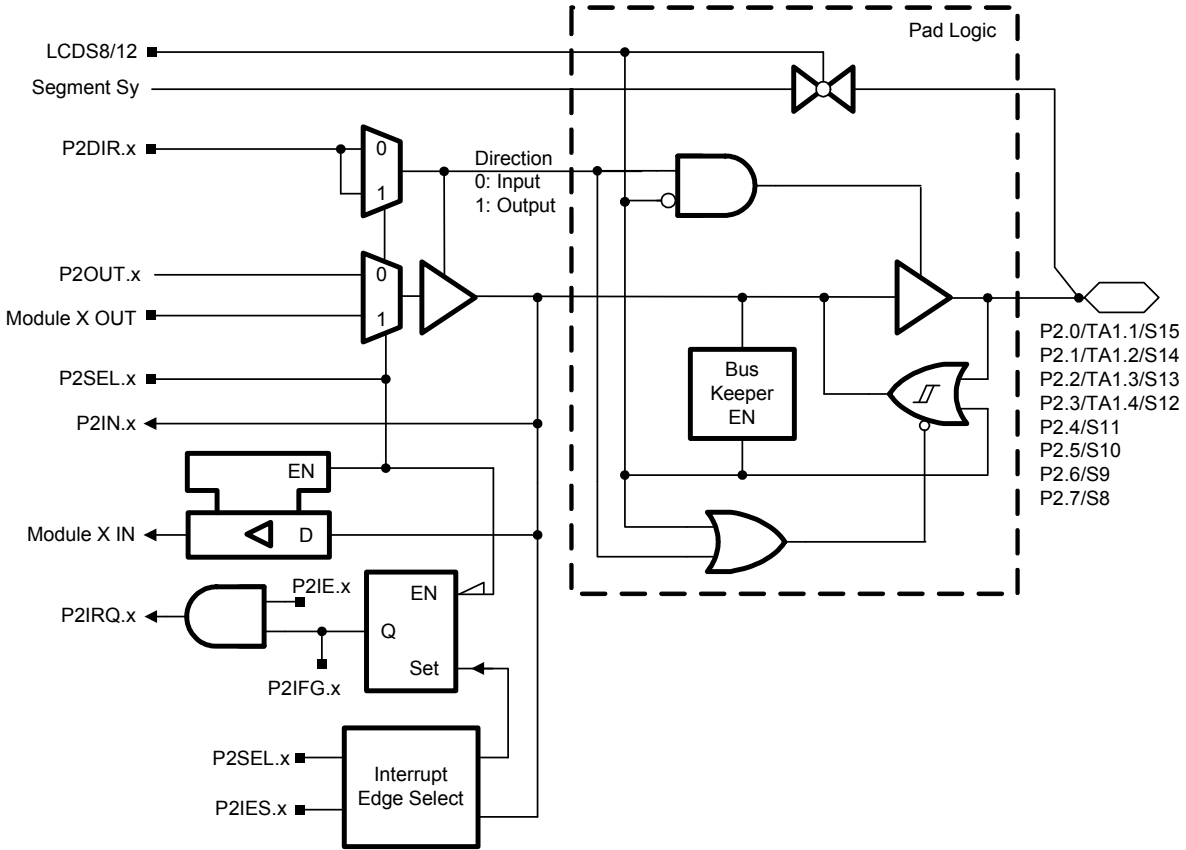 Pad Logic
LCDS8/12
Segment Sy
P2DIR.x
0
1
Direction
0: Input
1: Output
P2OUT.x
0
Module X OUT
1
P2SEL.x
P2IN.x
Bus
Keeper
EN
P2.0/TA1.1/S15
P2.1/TA1.2/S14
P2.2/TA1.3/S13
P2.3/TA1.4/S12
P2.4/S11
P2.5/S10
P2.6/S9
P2.7/S8
EN
Module X IN
D
P2IE.x
EN
P2IRQ.x
Q
Set
P2IFG.x
P2SEL.x
Interrupt
Edge Select
P2IES.x